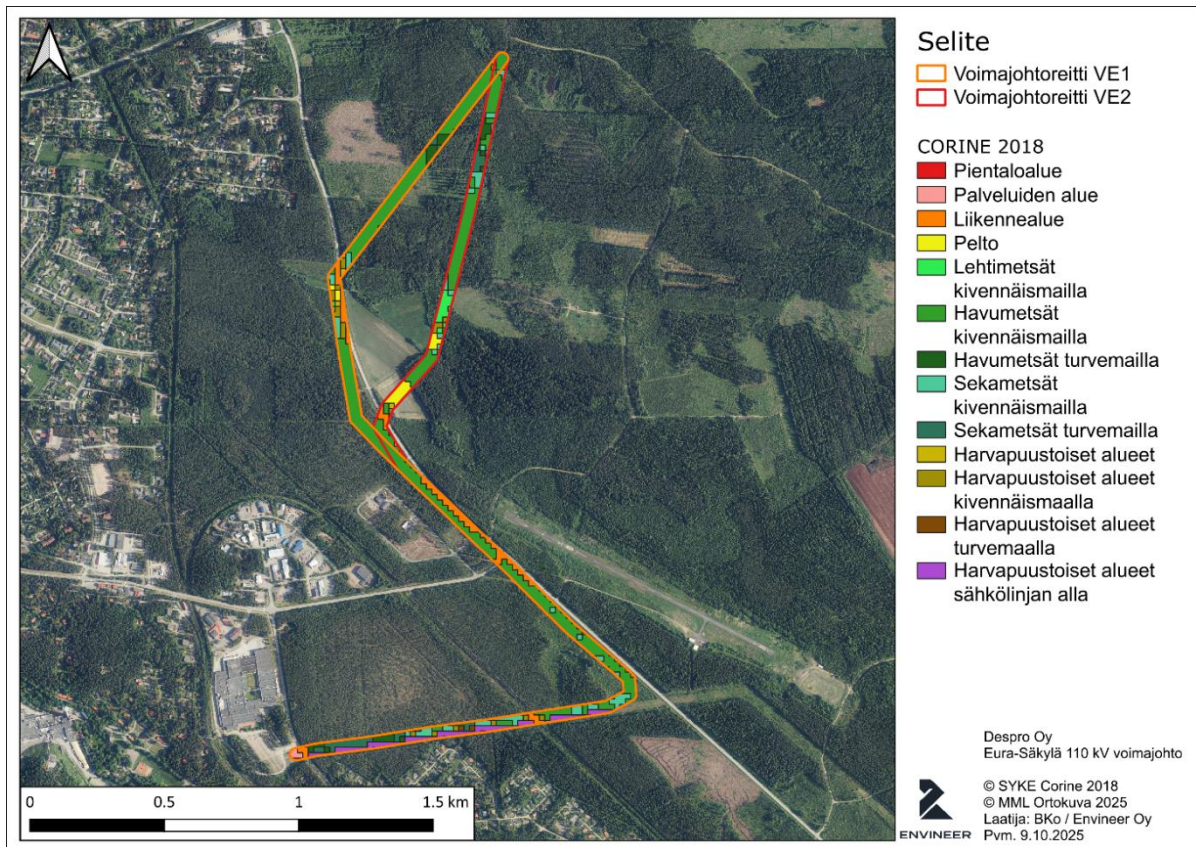 Selite
Voimajohtoreitti VE1
Voimajohtoreitti VE2
CORINE 2018
Pientaloalue
Palveluiden alue
Liikennealue
Pelto
Lehtimetsät
kivennäismailla
Havumetsät
kivennäismailla
Havumetsät turvemailla
Sekametsät
kivennäismailla
Sekametsät turvemailla
Harvapuustoiset alueet
Harvapuustoiset alueet
kivennäismaalla
Harvapuustoiset alueet
turvemaalla
Harvapuustoiset alueet
sähkölinjan alla
Despro Oy
Eura-Säkylä 110 kV voimajohto
© SYKE Corine 2018
© MML Ortokuva 2025
Laatija: BKo / Envineer Oy
Pvm. 9.10.2025
ENVINEER
0 0.5 1 1.5 km